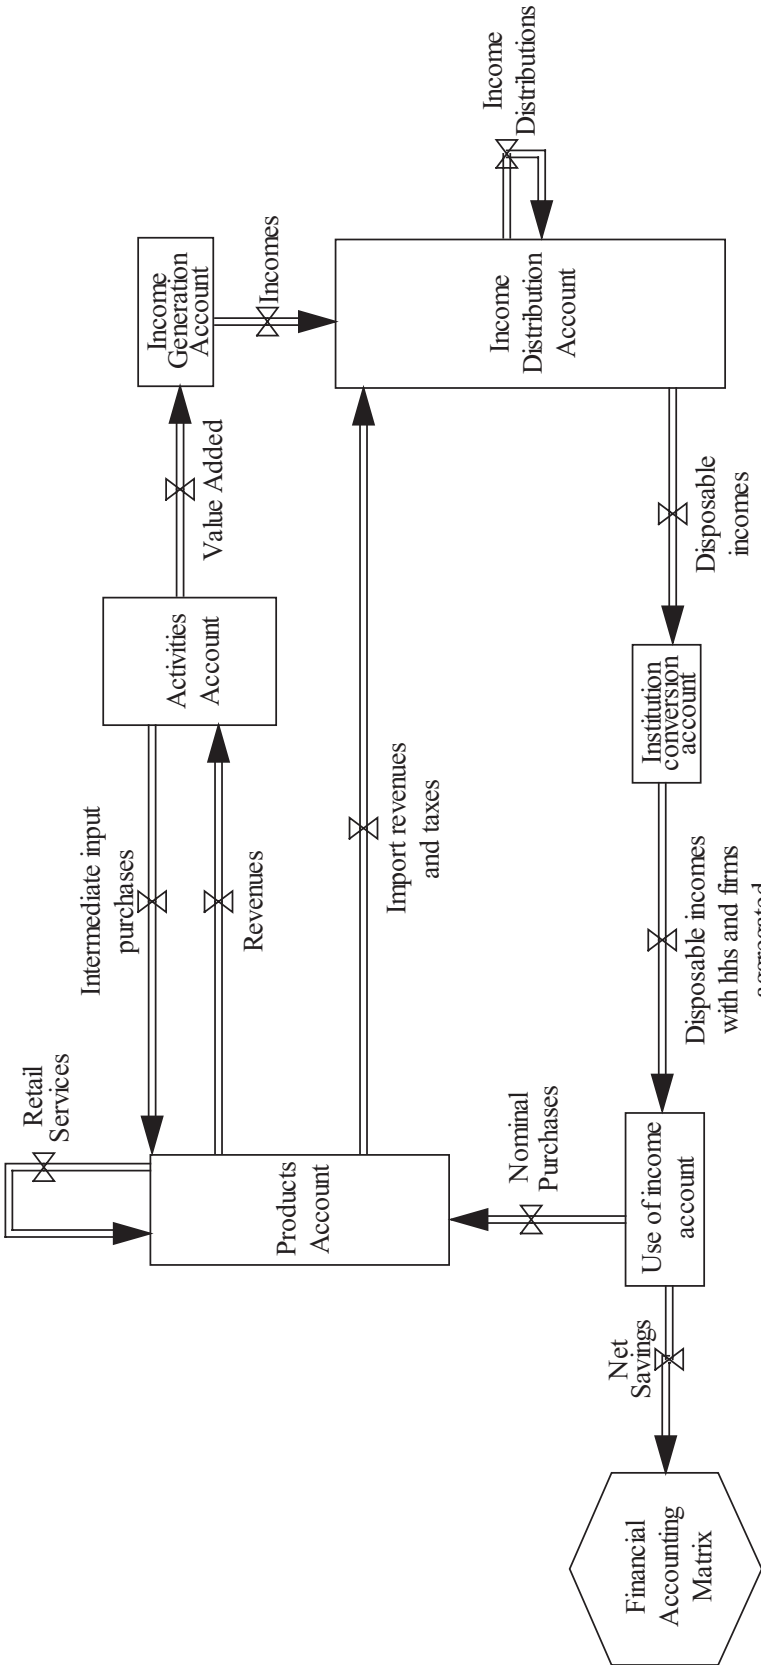 Retail
Services
Intermediate input
purchases
Income
Generation
Account
Activities
Account
Value Added
Revenues
Incomes
Products
Account
Import revenues
and taxes
Income
Distributions
Income
Distribution
Account
Nominal
Purchases
Net
Savings
Financial
Accounting
Matrix
Use of income
account
Institution
conversion
account
Disposable
incomes
Disposable incomes
with hhs and firms
aggregated